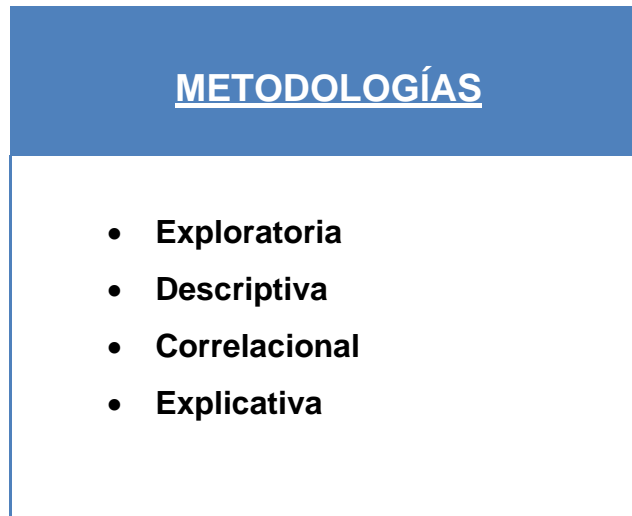 METODOLOGÍAS
• Exploratoria
• Descriptiva
• Correlacional
• Explicativa